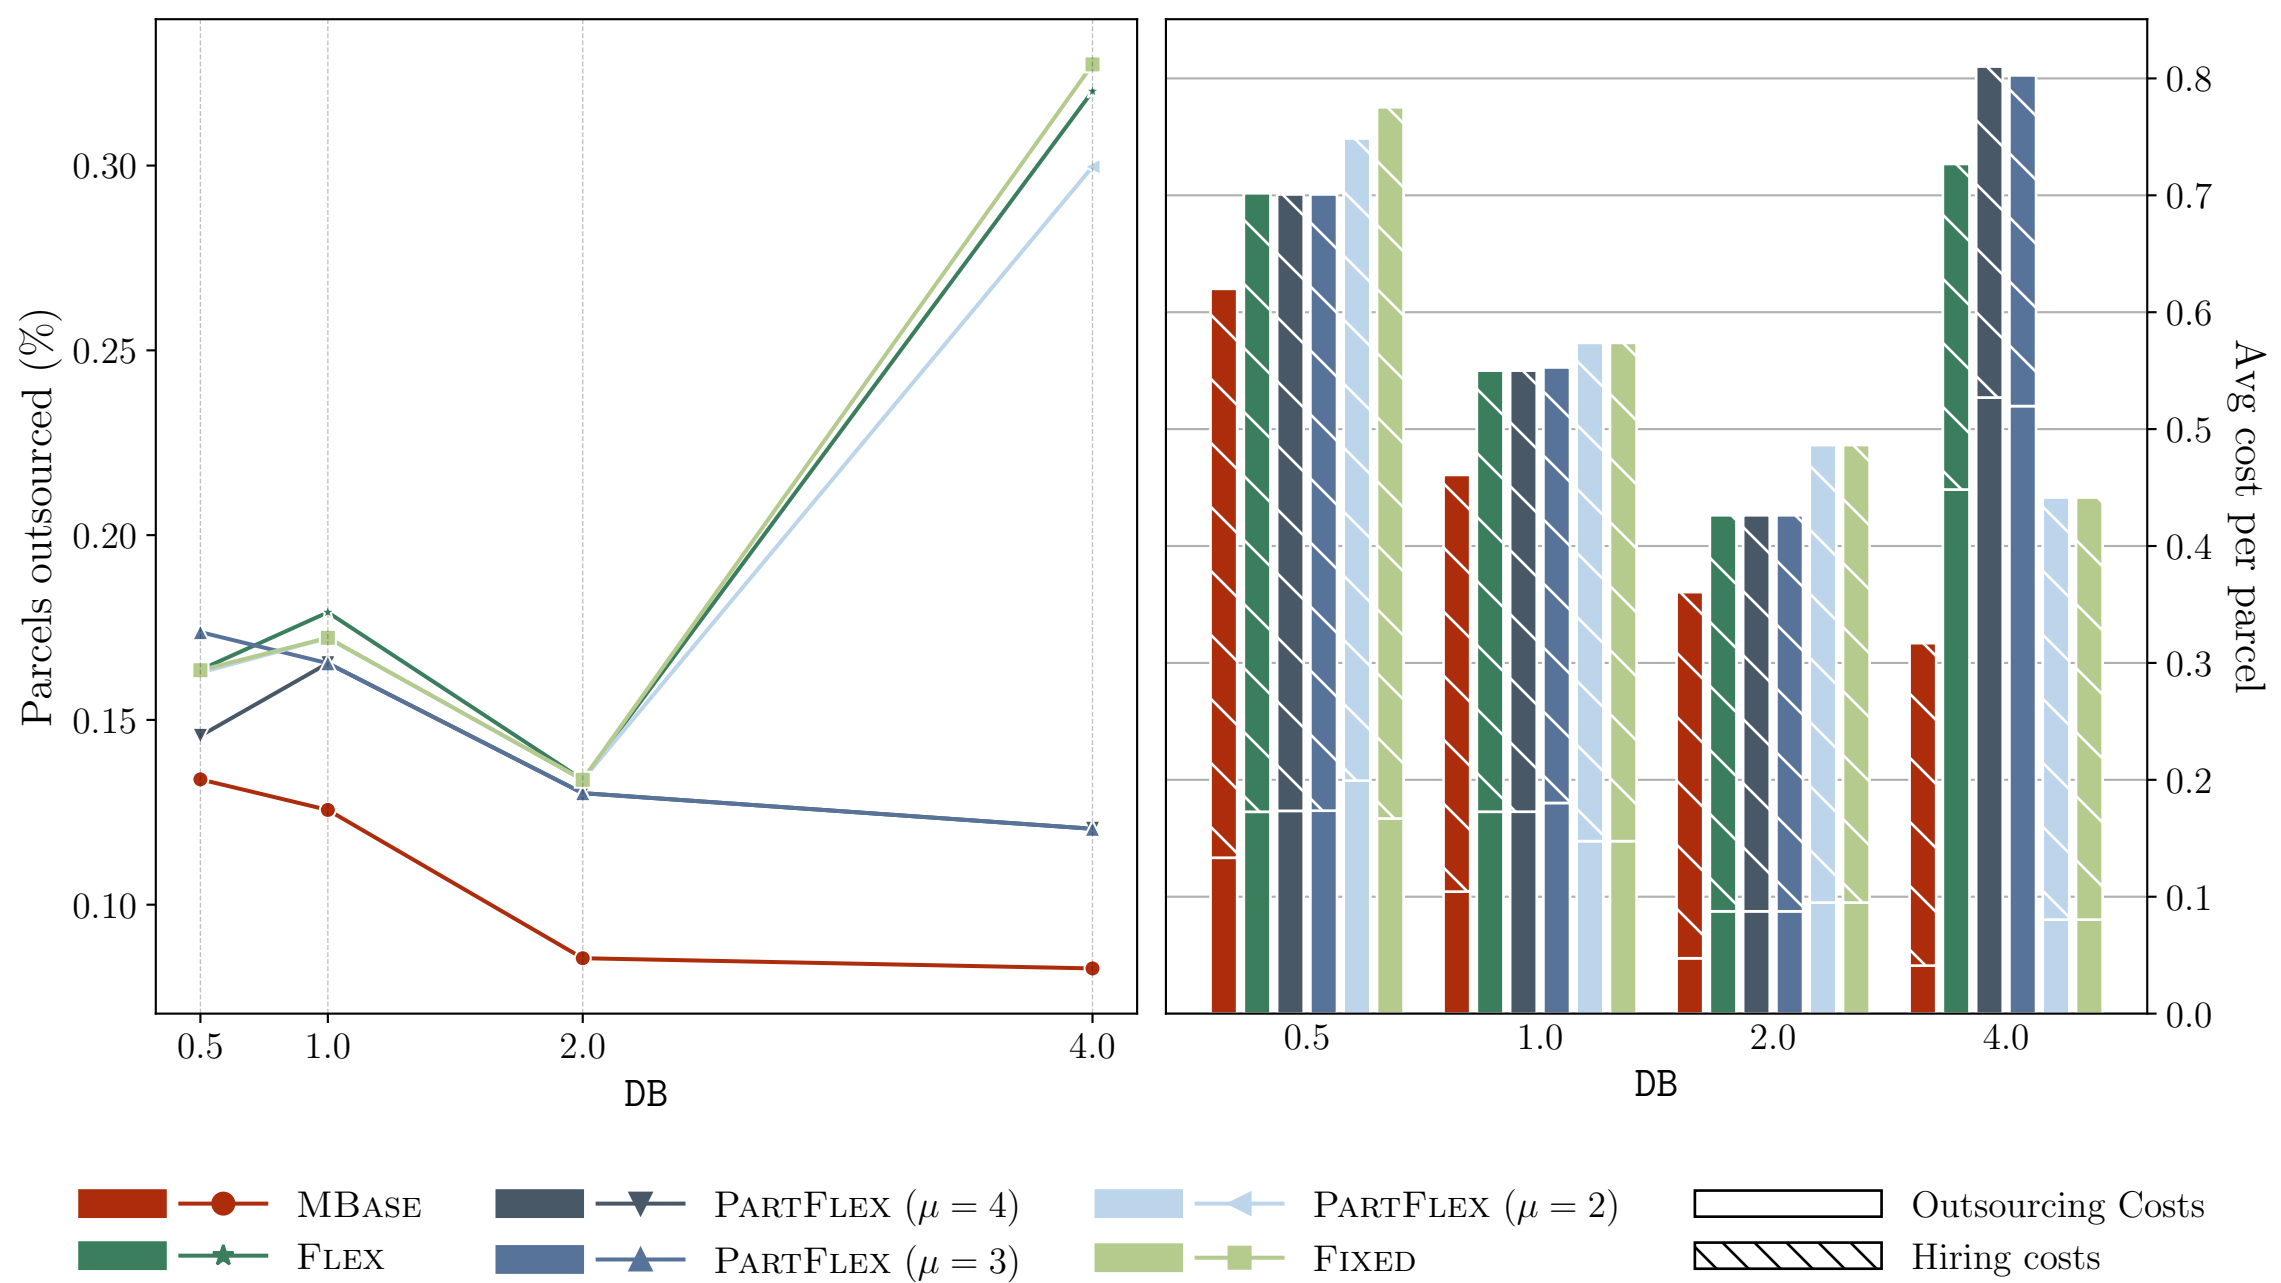 Parcels outsourced (%)
0.30
0.25
0.20
0.15
0.10
0.5 1.0 2.0 4.0
DB
0.8
0.7
0.6
0.5
0.4
0.3
0.2
0.1
0.0
Avg cost per parcel
0.5 1.0 2.0 4.0
DB
MBASE
FLEX
PARTFLEX (μ = 4)
PARTFLEX (μ = 3)
PARTFLEX (μ = 2)
FIXED
Outsourcing Costs
Hiring costs